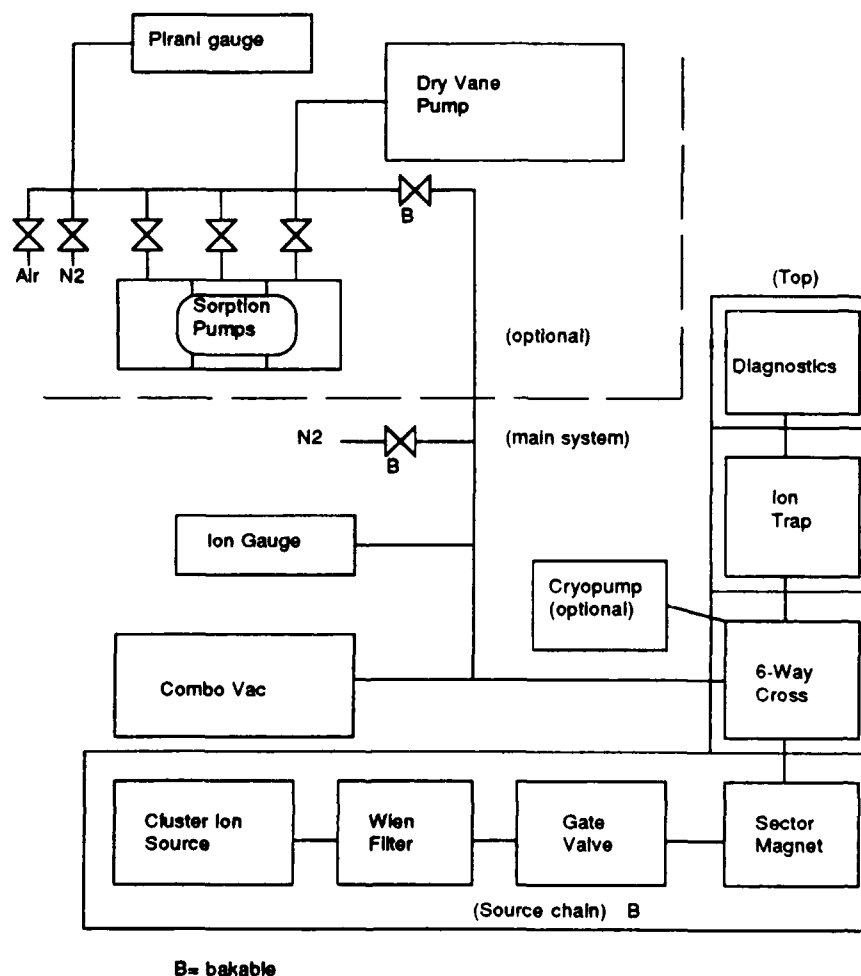 Pirani gauge
Dry Vane
Pump
B
Air
N2
Sorption
Pumps
(Top)
(optional)
Diagnostics
N2
B
(main system)
Ion
Trap
Ion Gauge
Cryopump
(optional)
Combo Vac
6-Way
Cross
Cluster Ion
Source
Wien
Filter
Gate
Valve
Sector
Magnet
(Source chain) B
B= bakable